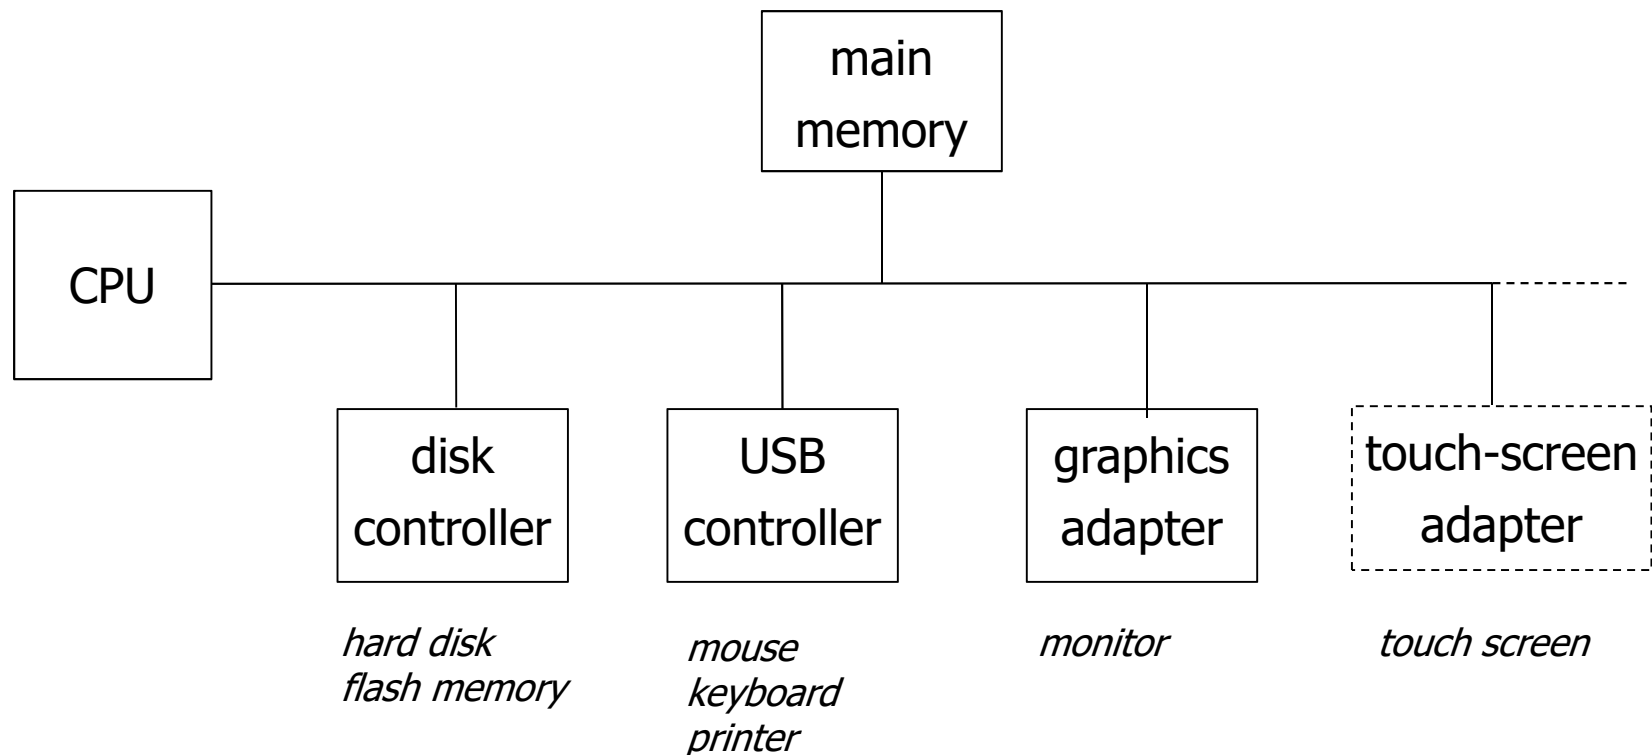 main
memory
CPU
disk
controller
USB
controller
graphics
adapter
touch-screen
adapter
hard disk
flash memory
mouse
keyboard
printer
monitor
touch screen